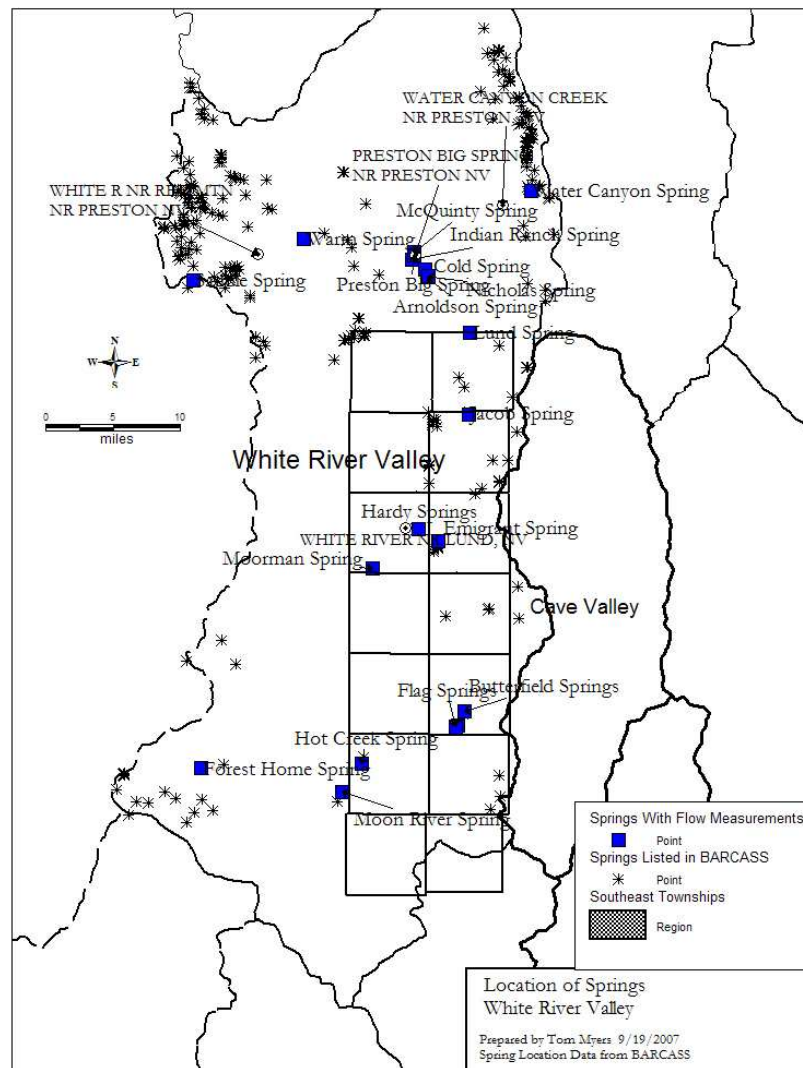 WATER CANYON CREEK
NR PRESTON, NV
PRESTON BIG SPRING
NR PRESTON NV
WHITE R NR RED MTN
NR PRESTON NV
Water Canyon Spring
McQuinty Spring
Warm Spring
Indian Ranch Spring
Cold Spring
Preston Big Spring
Nicholas Spring
Spring
Arnoldson Spring
Lund Spring
N
W E
S
0 5 10
miles
Jacob Spring
White River Valley
Hardy Springs
Emigrant Spring
WHITE RIVER NR LUND, NV
Moorman Spring
Cave Valley
Butterfield Springs
Flag Springs
Hot Creek Spring
Forest Home Spring
Moon River Spring
Springs With Flow Measurements
Point
Springs Listed in BARCASS
Point
Southeast Townships
Region
Location of Springs
White River Valley
Prepared by Tom Myers 9/19/2007
Spring Location Data from BARCASS